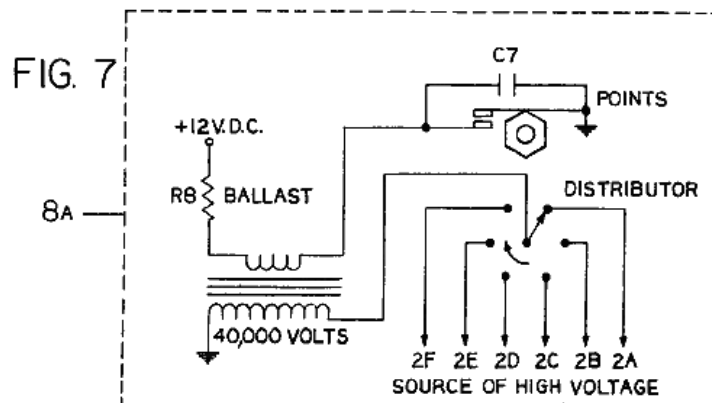 FIG. 7
C7
POINTS
+12V.D.C.
R8 BALLAST
DISTRIBUTOR
8A
40,000 VOLTS
2F 2E 2D 2C 2B 2A
SOURCE OF HIGH VOLTAGE